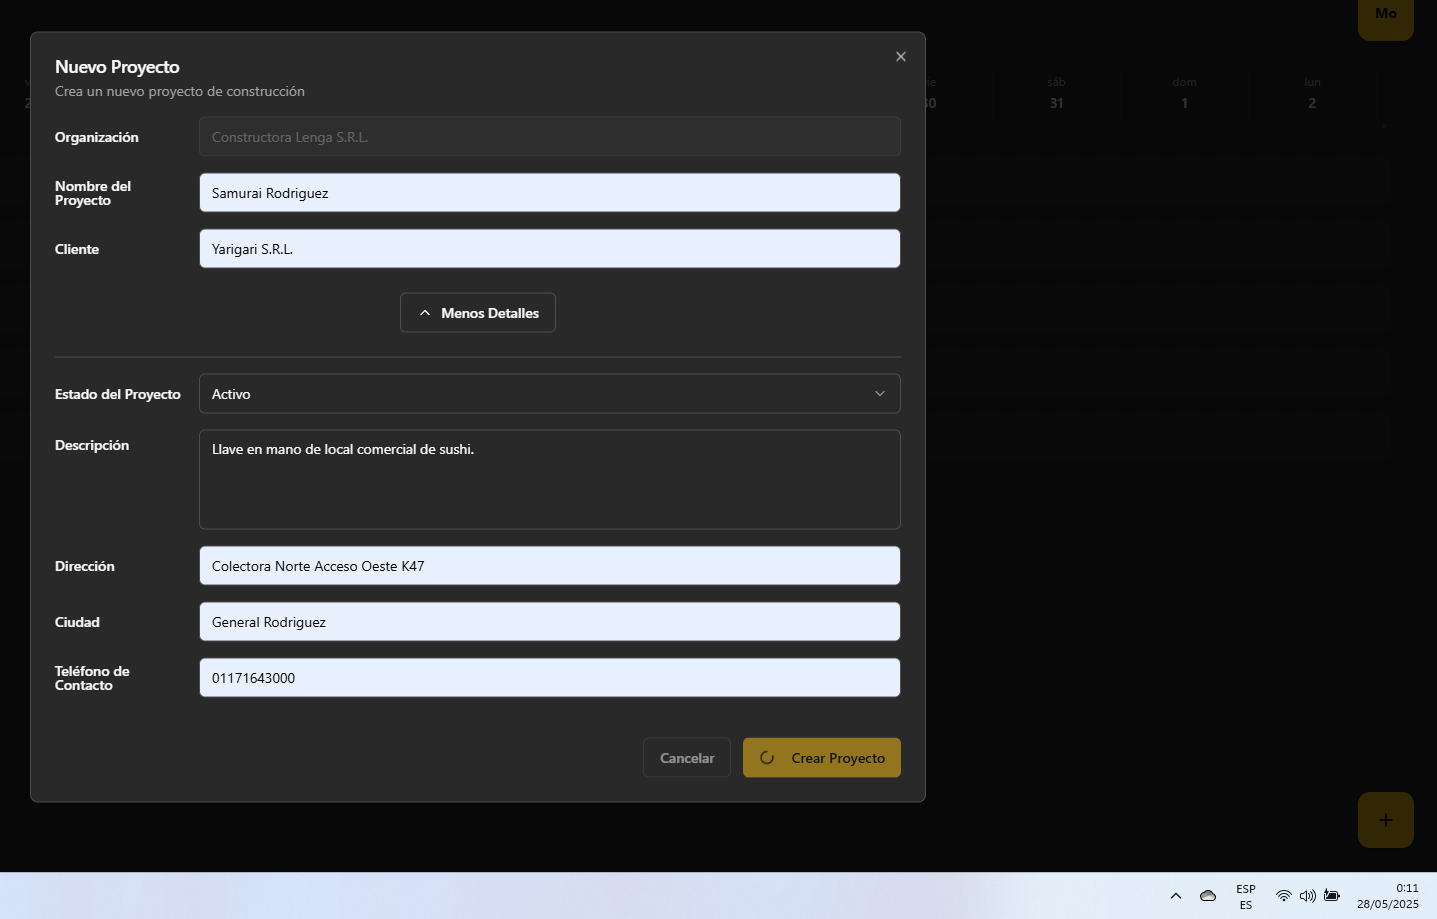 Mo
Nuevo Proyecto
Crea un nuevo proyecto de construcción
sáb
dom
lun
31
1
2
Organización
Constructora Lenga S.R.L.
Nombre del
Proyecto
Samurai Rodriguez
Cliente
Yarigari S.R.L.
Menos Detalles
Estado del Proyecto
Activo
Descripción
Llave en mano de local comercial de sushi.
Dirección
Colectora Norte Acceso Oeste K47
Ciudad
General Rodriguez
Teléfono de
Contacto
01171643000
Cancelar
Crear Proyecto
ESP
ES
0:11
28/05/2025